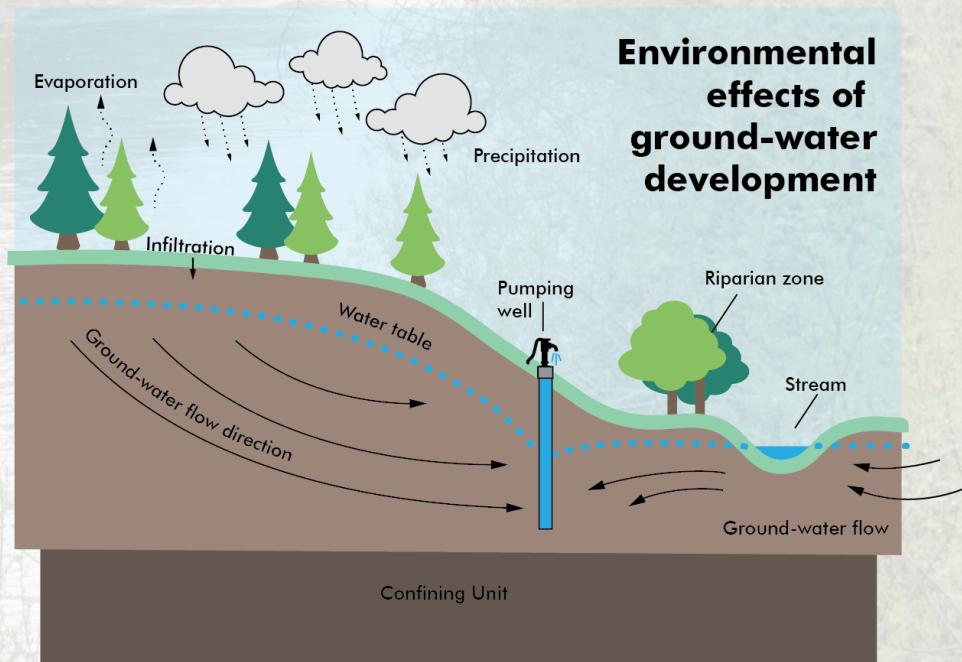 Environmental
effects of
ground-water
development
Evaporation
Precipitation
Infiltration
Water table
Pumping
well
Riparian zone
Stream
Ground-water flow direction
Ground-water flow
Confining Unit